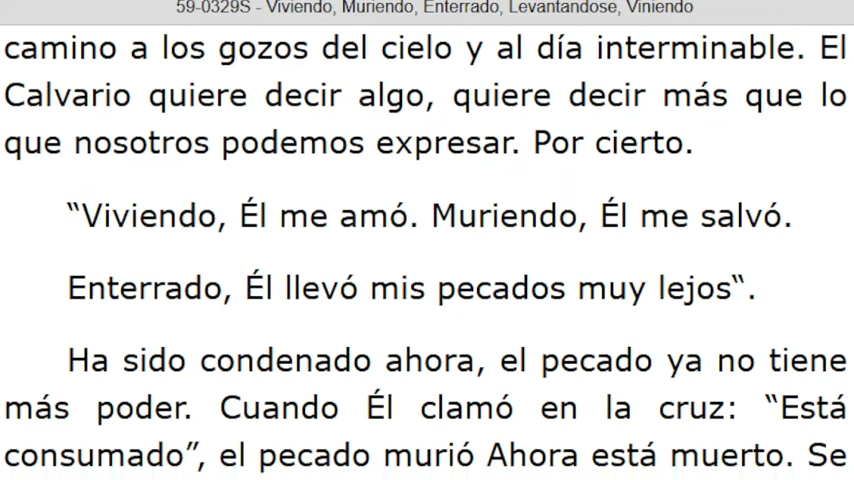 59-0329S - Viviendo, Muriendo, Enterrado, Levantandose, Viniendo
camino a los gozos del cielo y al día interminable. El
Calvario quiere decir algo, quiere decir más que lo
que nosotros podemos expresar. Por cierto.
‟Viviendo, Él me amó. Muriendo, Él me salvó.
Enterrado, Él llevó mis pecados muy lejos‟.
Ha sido condenado ahora, el pecado ya no tiene
más poder. Cuando Él clamó en la cruz: ‟Está
consumado”, el pecado murió Ahora está muerto. Se